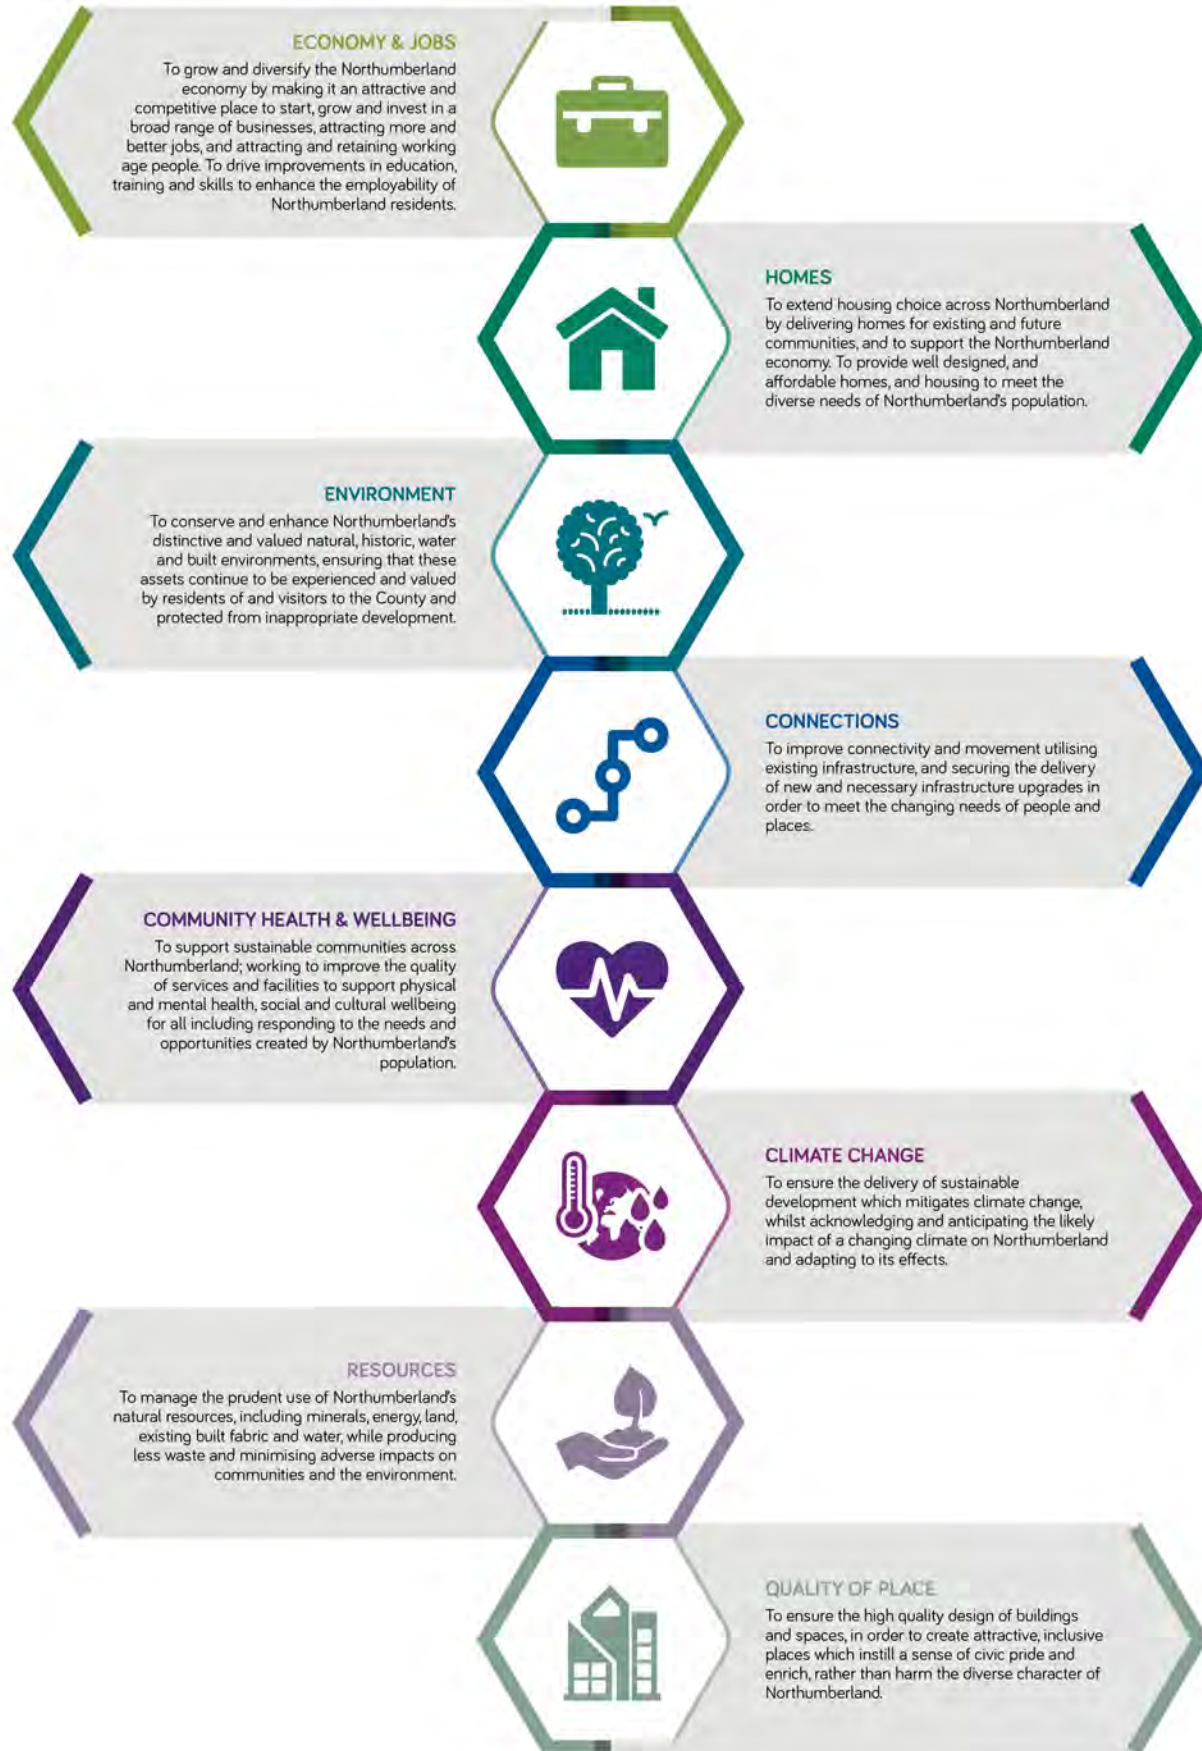 ECONOMY & JOBS
To grow and diversify the Northumberland
economy by making it an attractive and
competitive place to start, grow and invest in a
broad range of businesses, attracting more and
better jobs, and attracting and retaining working
age people. To drive improvements in education,
training and skills to enhance the employability of
Northumberland residents.
HOMES
To extend housing choice across Northumberland
by delivering homes for existing and future
communities, and to support the Northumberland
economy. To provide well designed, and
affordable homes, and housing to meet the
diverse needs of Northumberland's population.
ENVIRONMENT
To conserve and enhance Northumberland's
distinctive and valued natural, historic, water
and built environments, ensuring that these
assets continue to be experienced and valued
by residents of and visitors to the County and
protected from inappropriate development.
CONNECTIONS
To improve connectivity and movement utilising
existing infrastructure, and securing the delivery
of new and necessary infrastructure upgrades in
order to meet the changing needs of people and
places.
COMMUNITY HEALTH & WELLBEING
To support sustainable communities across
Northumberland; working to improve the quality
of services and facilities to support physical
and mental health, social and cultural wellbeing
for all including responding to the needs and
opportunities created by Northumberland's
population.
CLIMATE CHANGE
To ensure the delivery of sustainable
development which mitigates climate change,
whilst acknowledging and anticipating the likely
impact of a changing climate on Northumberland
and adapting to its effects.
RESOURCES
To manage the prudent use of Northumberland's
natural resources, including minerals, energy, land,
existing built fabric and water, while producing
less waste and minimising adverse impacts on
communities and the environment.
QUALITY OF PLACE
To ensure the high quality design of buildings
and spaces, in order to create attractive, inclusive
places which instill a sense of civic pride and
enrich, rather than harm the diverse character of
Northumberland.